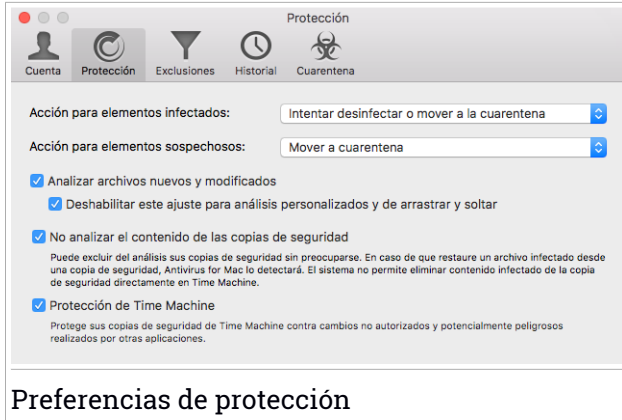 Protección
Cuenta
Protección
Exclusiones
Historial
Cuarentena
Acción para elementos infectados:
Intentar desinfectar o mover a la cuarentena
Acción para elementos sospechosos:
Mover a cuarentena
Analizar archivos nuevos y modificados
Deshabilitar este ajuste para análisis personalizados y de arrastrar y soltar
No analizar el contenido de las copias de seguridad
Puede excluir del análisis sus copias de seguridad sin preocuparse. En caso de que restaure un archivo infectado desde
una copia de seguridad, Antivirus for Mac lo detectará. El sistema no permite eliminar contenido infectado de la copia
de seguridad directamente en Time Machine.
Protección de Time Machine
Protege sus copias de seguridad de Time Machine contra cambios no autorizados y potencialmente peligrosos
realizados por otras aplicaciones.
Preferencias de protección